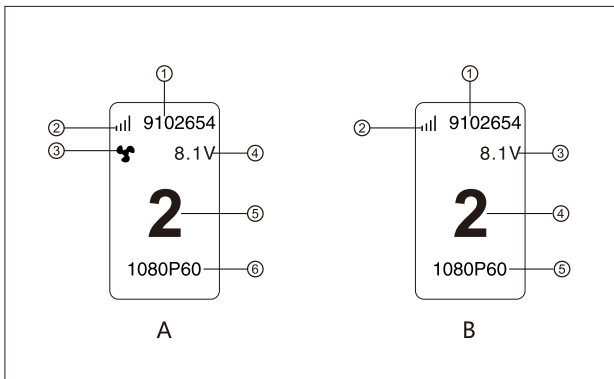 ① ①
② 9102654 ② 9102654
③ 8.1V ④ 8.1V ③
2 ⑤ 2 ④
1080P60 ⑥ 1080P60 ⑤
A B